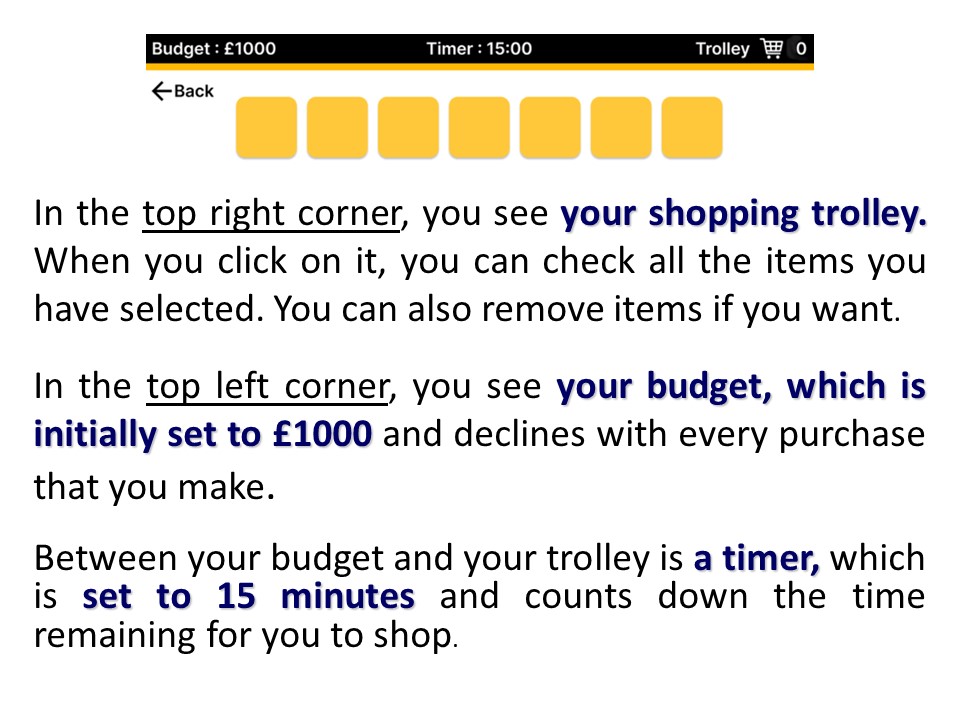 Budget : £1000 Timer : 15:00 Trolley 0
Back
In the top right corner, you see your shopping trolley.
When you click on it, you can check all the items you
have selected. You can also remove items if you want.
In the top left corner, you see your budget, which is
initially set to £1000 and declines with every purchase
that you make.
Between your budget and your trolley is a timer, which
is set to 15 minutes and counts down the time
remaining for you to shop.